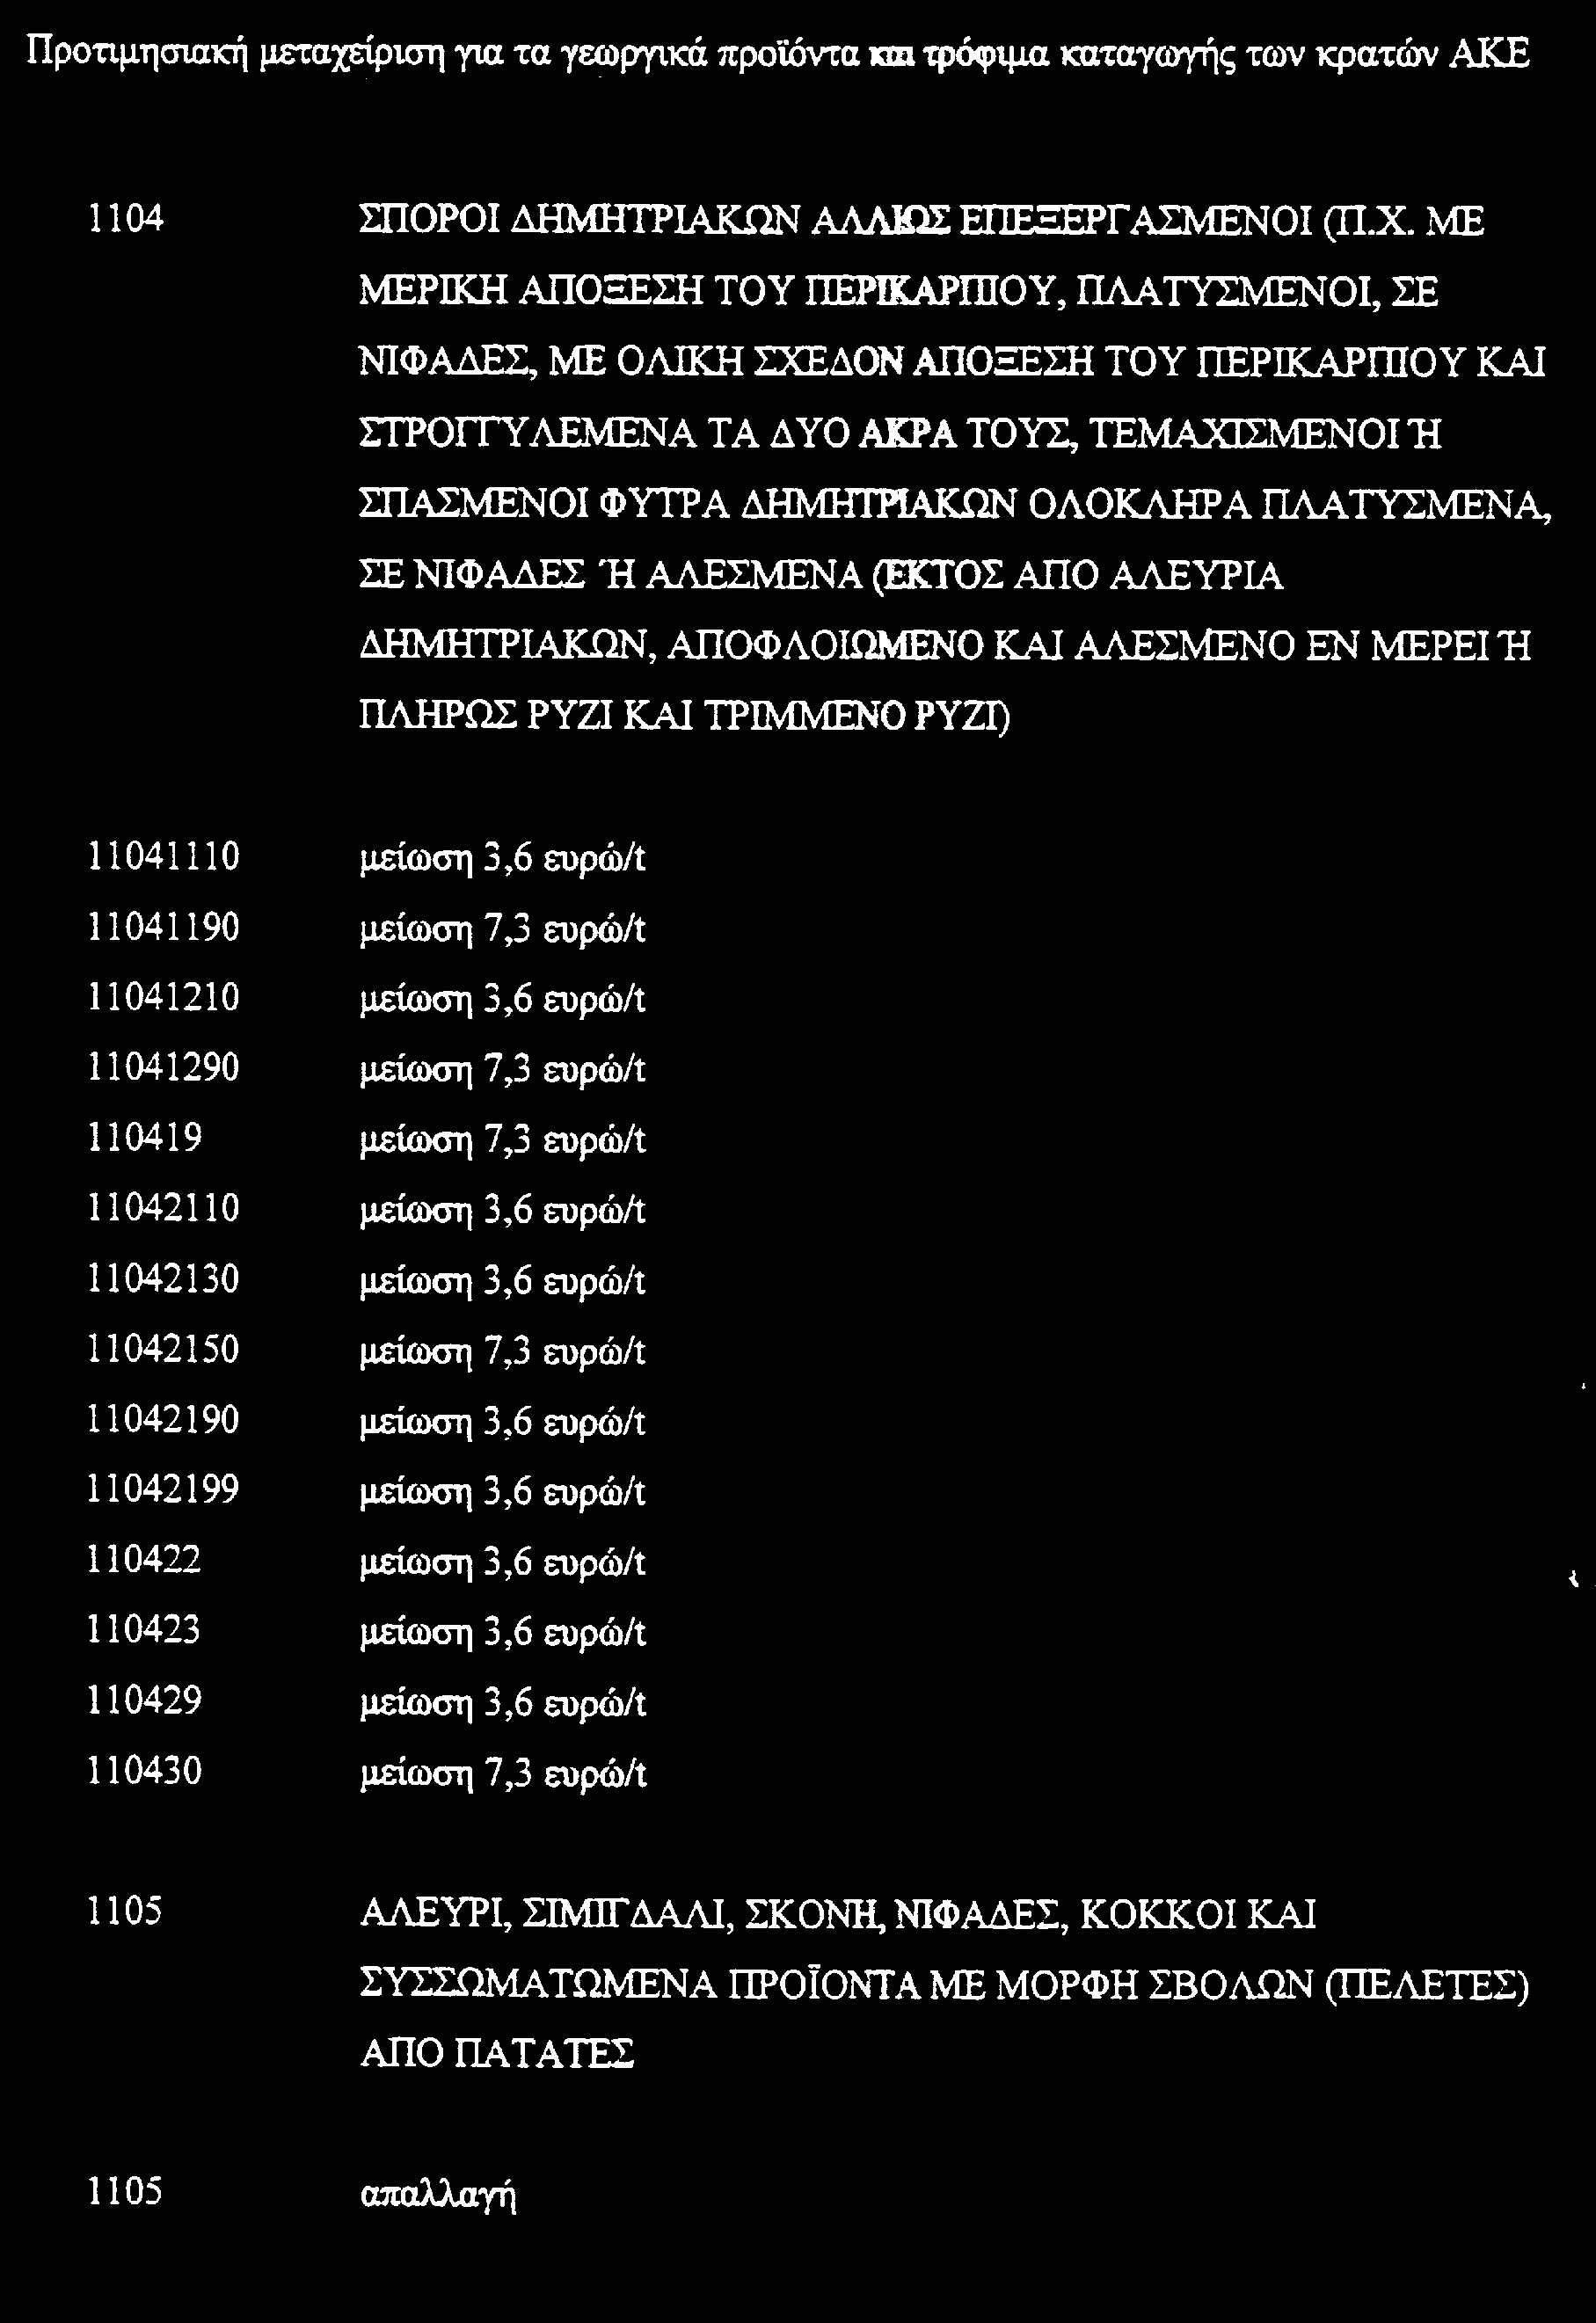 Προτιμησιακή μεταχείριση για τα γεωργικά προϊόντα και τρόφιμα καταγωγής των κρατών ΑΚΕ
1104 ΣΠΟΡΟΙ ΔΗΜΗΤΡΙΑΚΩΝ ΑΛΛΙΩΣ ΕΠΕΞΕΡΓΑΣΜΕΝΟΙ (Π.Χ. ΜΕ
ΜΕΡΙΚΗ ΑΠΟΞΕΣΗ ΤΟΥ ΠΕΡΙΚΑΡΠΙΟΥ, ΠΛΑΤΥΣΜΕΝΟΙ, ΣΕ
ΝΙΦΑΔΕΣ, ΜΕ ΟΛΙΚΗ ΣΧΕΔΟΝ ΑΠΟΞΕΣΗ ΤΟΥ ΠΕΡΙΚΑΡΠΙΟΥ ΚΑΙ
ΣΤΡΟΓΓΥΛΕΜΕΝΑ ΤΑ ΔΥΟ ΑΚΡΑ ΤΟΥΣ, ΤΕΜΑΧΙΣΜΕΝΟΙ Ή
ΣΠΑΣΜΕΝΟΙ ΦΥΤΡΑ ΔΗΜΗΤΡΙΑΚΩΝ ΟΛΟΚΛΗΡΑ ΠΛΑΤΥΣΜΕΝΑ,
ΣΕ ΝΙΦΑΔΕΣ Ή ΑΛΕΣΜΕΝΑ (ΕΚΤΟΣ ΑΠΟ ΑΛΕΥΡΙΑ
ΔΗΜΗΤΡΙΑΚΩΝ, ΑΠΟΦΛΟΙΩΜΕΝΟ ΚΑΙ ΑΛΕΣΜΕΝΟ ΕΝ ΜΕΡΕΙ Ή
ΠΛΗΡΩΣ ΡΥΖΙ ΚΑΙ ΤΡΙΜΜΕΝΟ ΡΥΖΙ)
11041110 μείωση 3,6 ευρώ/t
11041190 μείωση 7,3 ευρώ/t
11041210 μείωση 3,6 ευρώ/t
11041290 μείωση 7,3 ευρώ/t
110419 μείωση 7,3 ευρώ/t
11042110 μείωση 3,6 ευρώ/t
11042130 μείωση 3,6 ευρώ/t
11042150 μείωση 7,3 ευρώ/t
11042190 μείωση 3,6 ευρώ/t
11042199 μείωση 3,6 ευρώ/t
110422 μείωση 3,6 ευρώ/t
110423 μείωση 3,6 ευρώ/t
110429 μείωση 3,6 ευρώ/t
110430 μείωση 7,3 ευρώ/t
1105 ΑΛΕΥΡΙ, ΣΙΜΙΓΔΑΛΙ, ΣΚΟΝΗ, ΝΙΦΑΔΕΣ, ΚΟΚΚΟΙ ΚΑΙ
ΣΥΣΣΩΜΑΤΩΜΕΝΑ ΠΡΟΪΟΝΤΑ ΜΕ ΜΟΡΦΗ ΣΒΟΛΩΝ (ΠΕΛΕΤΕΣ)
ΑΠΟ ΠΑΤΑΤΕΣ
1105 απαλλαγή